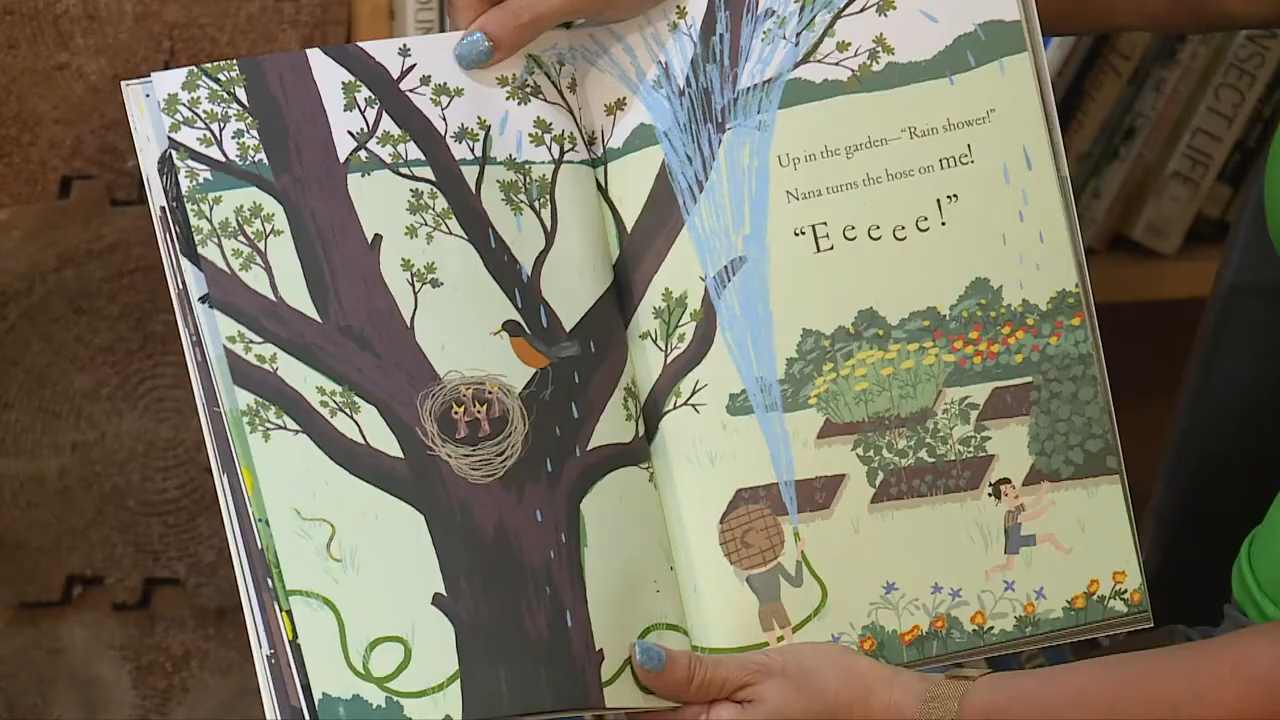 Up in the garden—“Rain shower!”
Nana turns the hose on me!
“Eeeee!”
INSECT LIFE